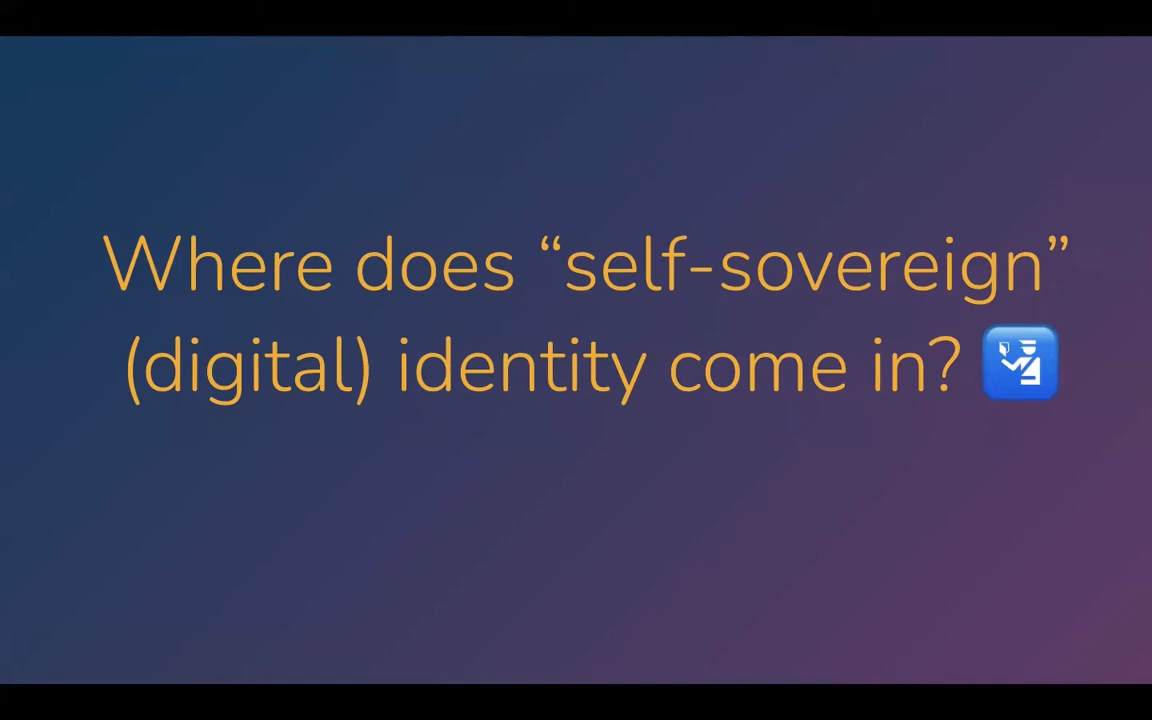 Where does “self-sovereign”
(digital) identity come in? 🛂